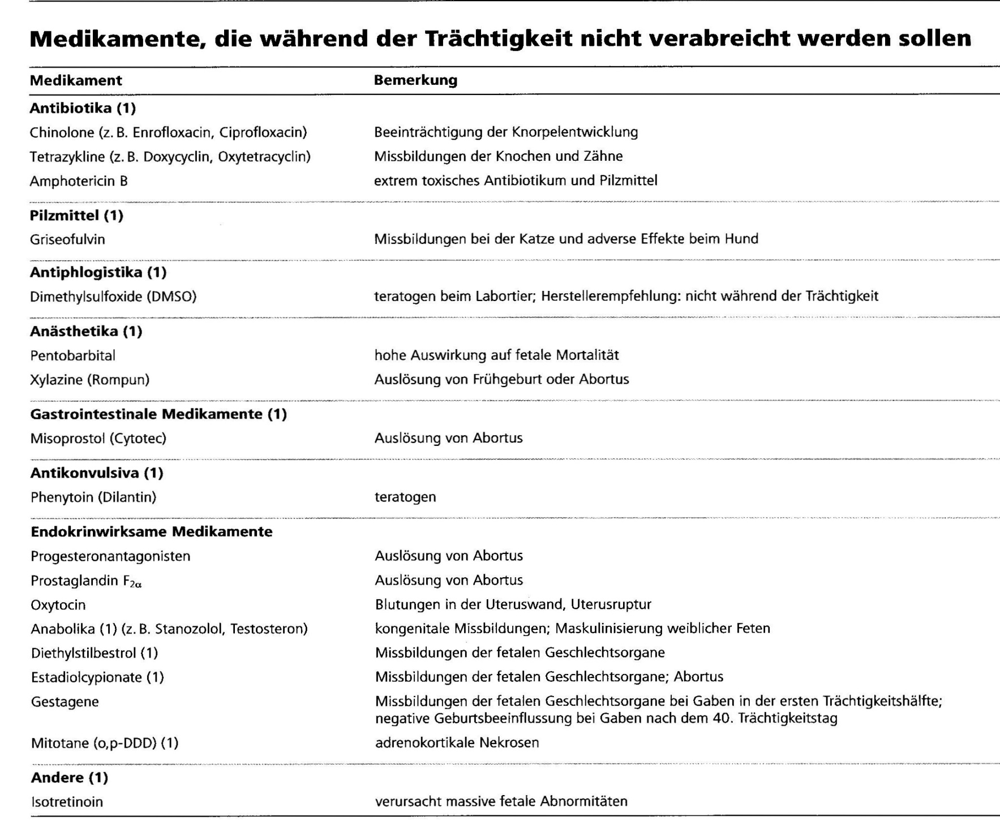 Medikamente, die während der Trächtigkeit nicht verabreicht werden sollen
Medikament Bemerkung
Antibiotika (1)
Chinolone (z. B. Enrofloxacin, Ciprofloxacin) Beeinträchtigung der Knorpelentwicklung
Tetrazykline (z. B. Doxycyclin, Oxytetracyclin) Missbildungen der Knochen und Zähne
Amphotericin B extrem toxisches Antibiotikum und Pilzmittel
Pilzmittel (1)
Griseofulvin Missbildungen bei der Katze und adverse Effekte beim Hund
Antiphlogistika (1)
Dimethylsulfoxide (DMSO) teratogen beim Labortier; Herstellerempfehlung: nicht während der Trächtigkeit
Anästhetika (1)
Pentobarbital hohe Auswirkung auf fetale Mortalität
Xylazine (Rompun) Auslösung von Frühgeburt oder Abortus
Gastrointestinale Medikamente (1)
Misoprostol (Cytotec) Auslösung von Abortus
Antikonvulsiva (1)
Phenytoin (Dilantin) teratogen
Endokrinwirksame Medikamente
Progesteronantagonisten Auslösung von Abortus
Prostaglandin F2α Auslösung von Abortus
Oxytocin Blutungen in der Uteruswand, Uterusruptur
Anabolika (1) (z. B. Stanozolol, Testosteron) kongenitale Missbildungen; Maskulinisierung weiblicher Feten
Diethylstilbestrol (1) Missbildungen der fetalen Geschlechtsorgane
Estadiolcypionate (1) Missbildungen der fetalen Geschlechtsorgane; Abortus
Gestagene Missbildungen der fetalen Geschlechtsorgane bei Gaben in der ersten Trächtigkeitshälfte;
negative Geburtsbeeinflussung bei Gaben nach dem 40. Trächtigkeitstag
Mitotane (o,p-DDD) (1) adrenokortikale Nekrosen
Andere (1)
Isotretinoin verursacht massive fetale Abnormitäten